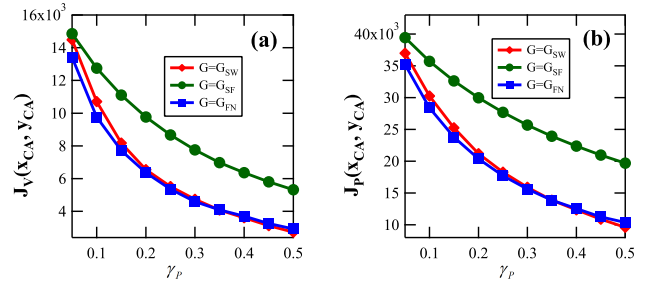 16x10³
14
12
10
8
6
4
J_V(x_CA, y_CA)
(a)
G=G_SW
G=G_SF
G=G_FN
0.1 0.2 0.3 0.4 0.5
γ_P
40x10³
35
30
25
20
15
10
J_P(x_CA, y_CA)
(b)
G=G_SW
G=G_SF
G=G_FN
0.1 0.2 0.3 0.4 0.5
γ_P